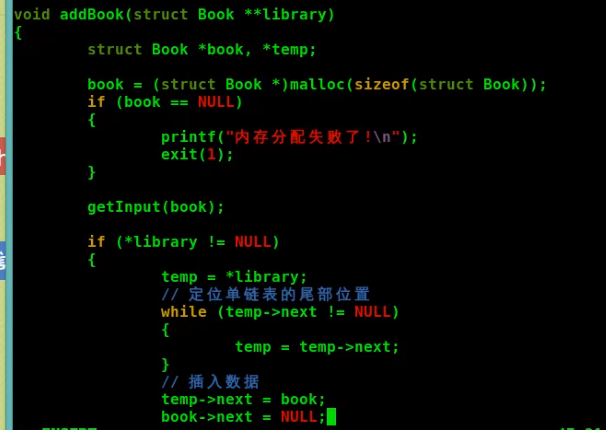 void addBook(struct Book **library)
{
struct Book *book, *temp;
book = (struct Book *)malloc(sizeof(struct Book));
if (book == NULL)
{
printf("内存分配失败了!\n");
exit(1);
}
getInput(book);
if (*library != NULL)
{
temp = *library;
// 定位单链表的尾部位置
while (temp->next != NULL)
{
temp = temp->next;
}
// 插入数据
temp->next = book;
book->next = NULL;